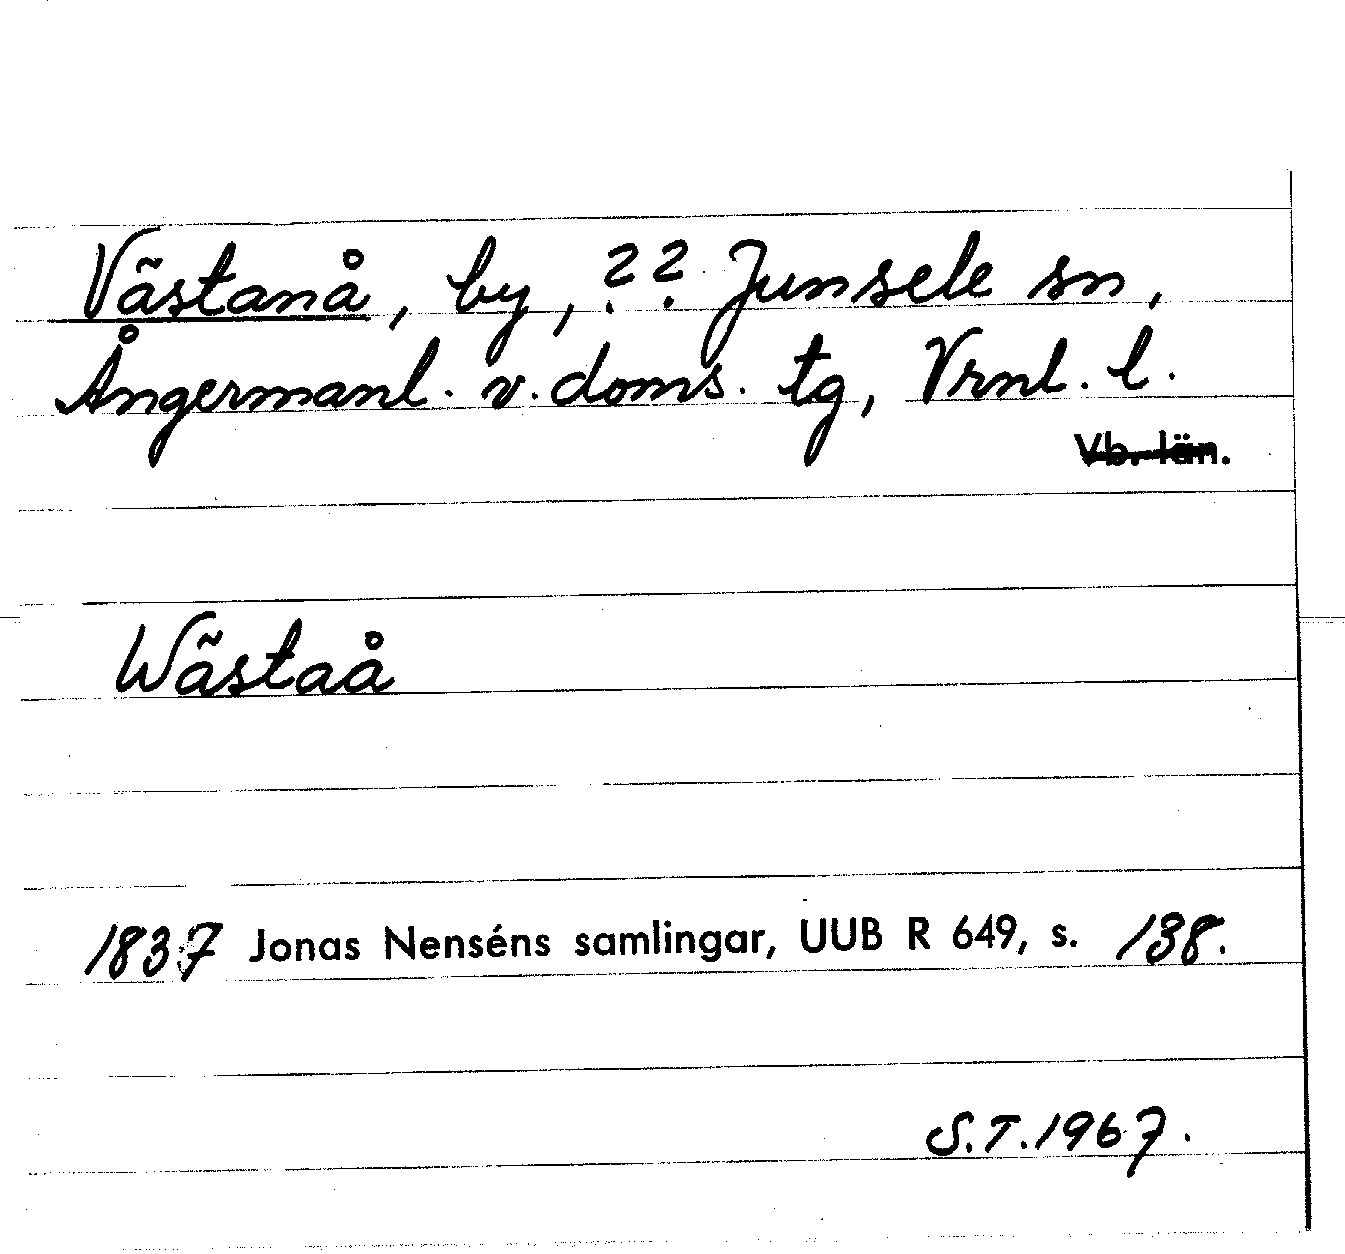 Västanå, by, ?? Junsele sn,
Ångermanl. v. doms. tg, Vrnl. l.
Vb. län.
Wästaå
1837 Jonas Nenséns samlingar, UUB R 649, s. 138.
S.T. 1967.